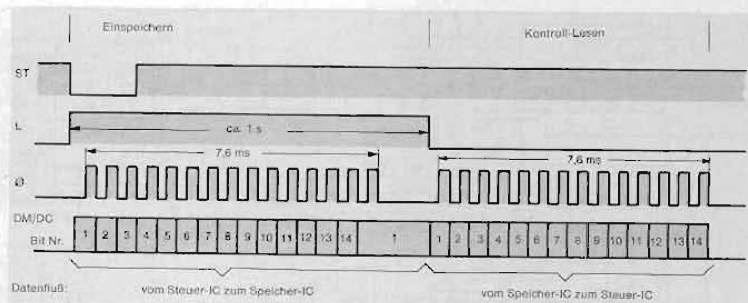 Einspeichern Kontroll-Lesen
ST
L ca. 1 s
7,6 ms 7,6 ms
Ø
DM/DC
Bit Nr. 1 2 3 4 5 6 7 8 9 10 11 12 13 14 1 1 2 3 4 5 6 7 8 9 10 11 12 13 14
Datenfluß: vom Steuer-IC zum Speicher-IC vom Speicher-IC zum Steuer-IC